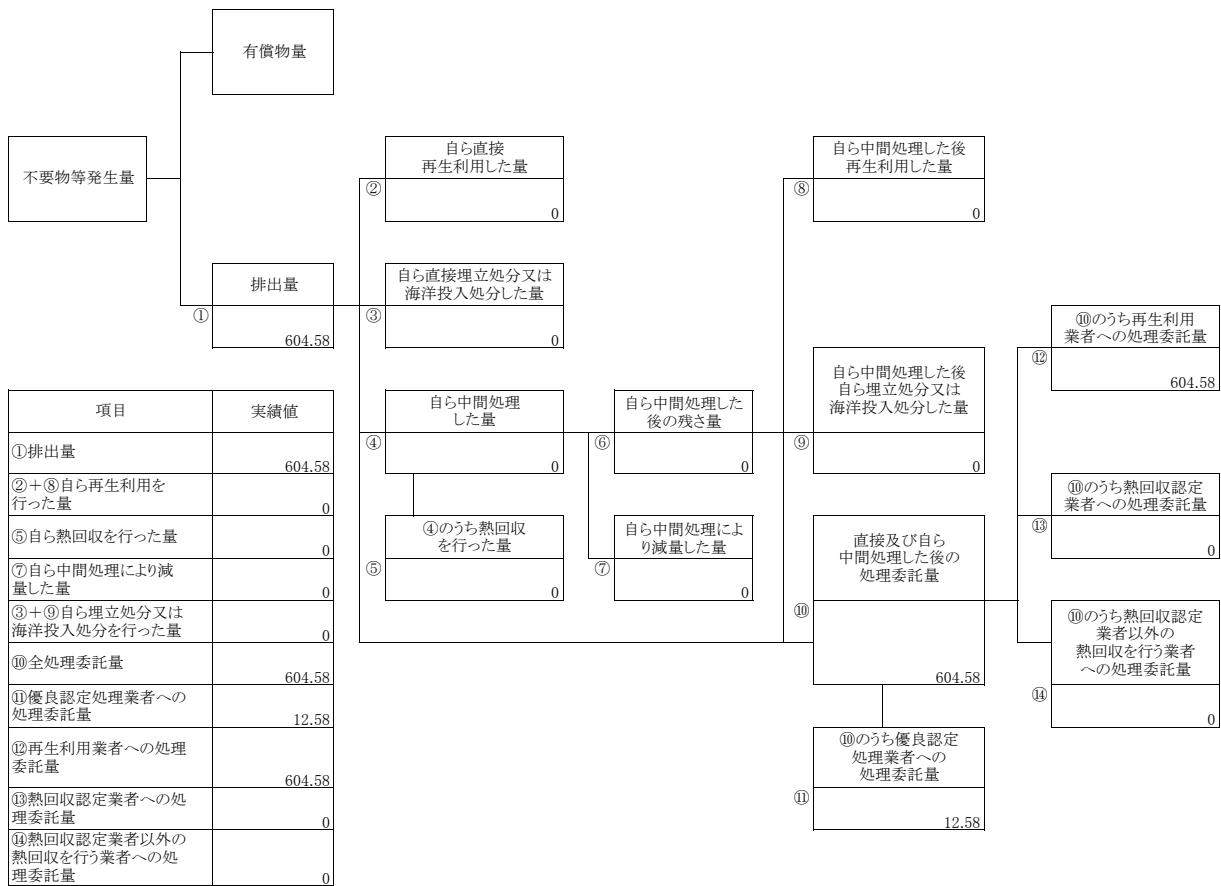 有償物量
不要物等発生量
排出量
①
604.58
自ら直接
再生利用した量
②
0
自ら直接埋立処分又は
海洋投入処分した量
③
0
自ら中間処理
した量
④
0
④のうち熱回収
を行った量
⑤
0
自ら中間処理した
後の残さ量
⑥
0
自ら中間処理によ
り減量した量
⑦
0
自ら中間処理した後
再生利用した量
⑧
0
自ら中間処理した後
自ら埋立処分又は
海洋投入処分した量
⑨
0
直接及び自ら
中間処理した後の
処理委託量
⑩
604.58
⑩のうち優良認定
処理業者への
処理委託量
⑪
12.58
⑩のうち再生利用
業者への処理委託量
⑫
604.58
⑩のうち熱回収認定
業者への処理委託量
⑬
0
⑩のうち熱回収認定
業者以外の
熱回収を行う業者
への処理委託量
⑭
0
項目 実績値
①排出量
604.58
②+⑧自ら再生利用を
行った量
0
⑤自ら熱回収を行った量
0
⑦自ら中間処理により減
量した量
0
③+⑨自ら埋立処分又は
海洋投入処分を行った量
0
⑩全処理委託量
604.58
⑪優良認定処理業者への
処理委託量
12.58
⑫再生利用業者への処理
委託量
604.58
⑬熱回収認定業者への処
理委託量
0
⑭熱回収認定業者以外の
熱回収を行う業者への処
理委託量
0